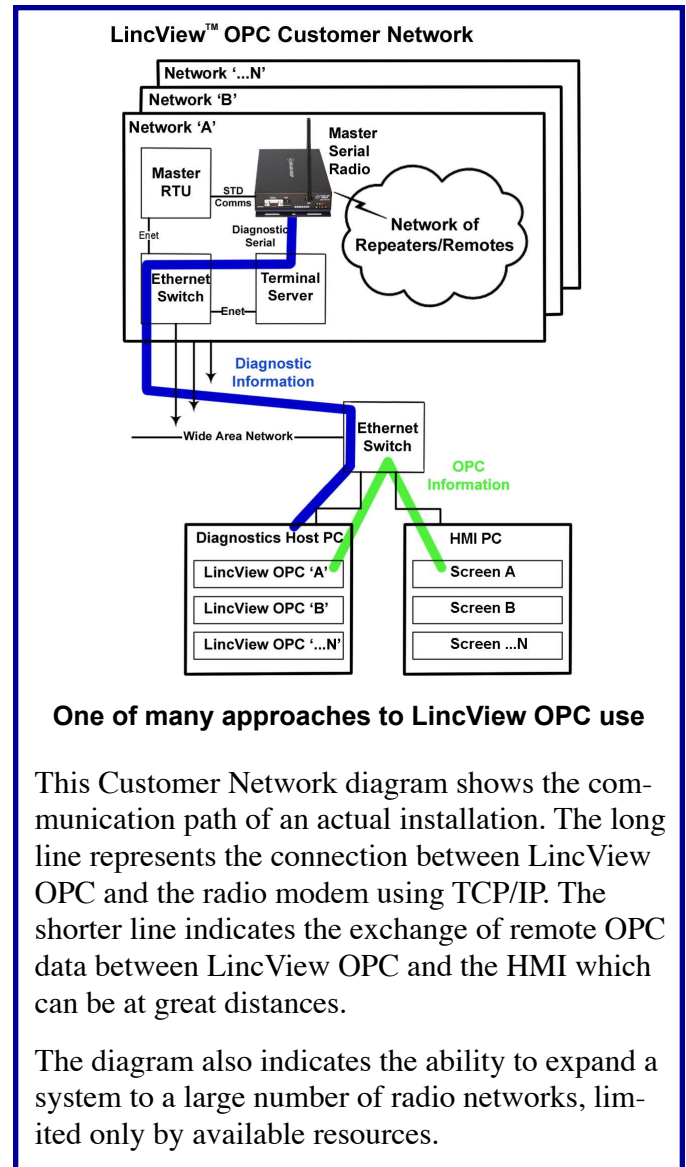 LincView™ OPC Customer Network
Network ‘...N’
Network ‘B’
Network ‘A’
Master
Serial
Radio
Master
RTU
STD
Comms
Network of
Repeaters/Remotes
Enet
Diagnostic
Serial
Ethernet
Switch
Terminal
Server
Enet
Diagnostic
Information
Wide Area Network
Ethernet
Switch
OPC
Information
Diagnostics Host PC
LincView OPC ‘A’
LincView OPC ‘B’
LincView OPC ‘...N’
HMI PC
Screen A
Screen B
Screen ...N
One of many approaches to LincView OPC use
This Customer Network diagram shows the com-
munication path of an actual installation. The long
line represents the connection between LincView
OPC and the radio modem using TCP/IP. The
shorter line indicates the exchange of remote OPC
data between LincView OPC and the HMI which
can be at great distances.
The diagram also indicates the ability to expand a
system to a large number of radio networks, lim-
ited only by available resources.